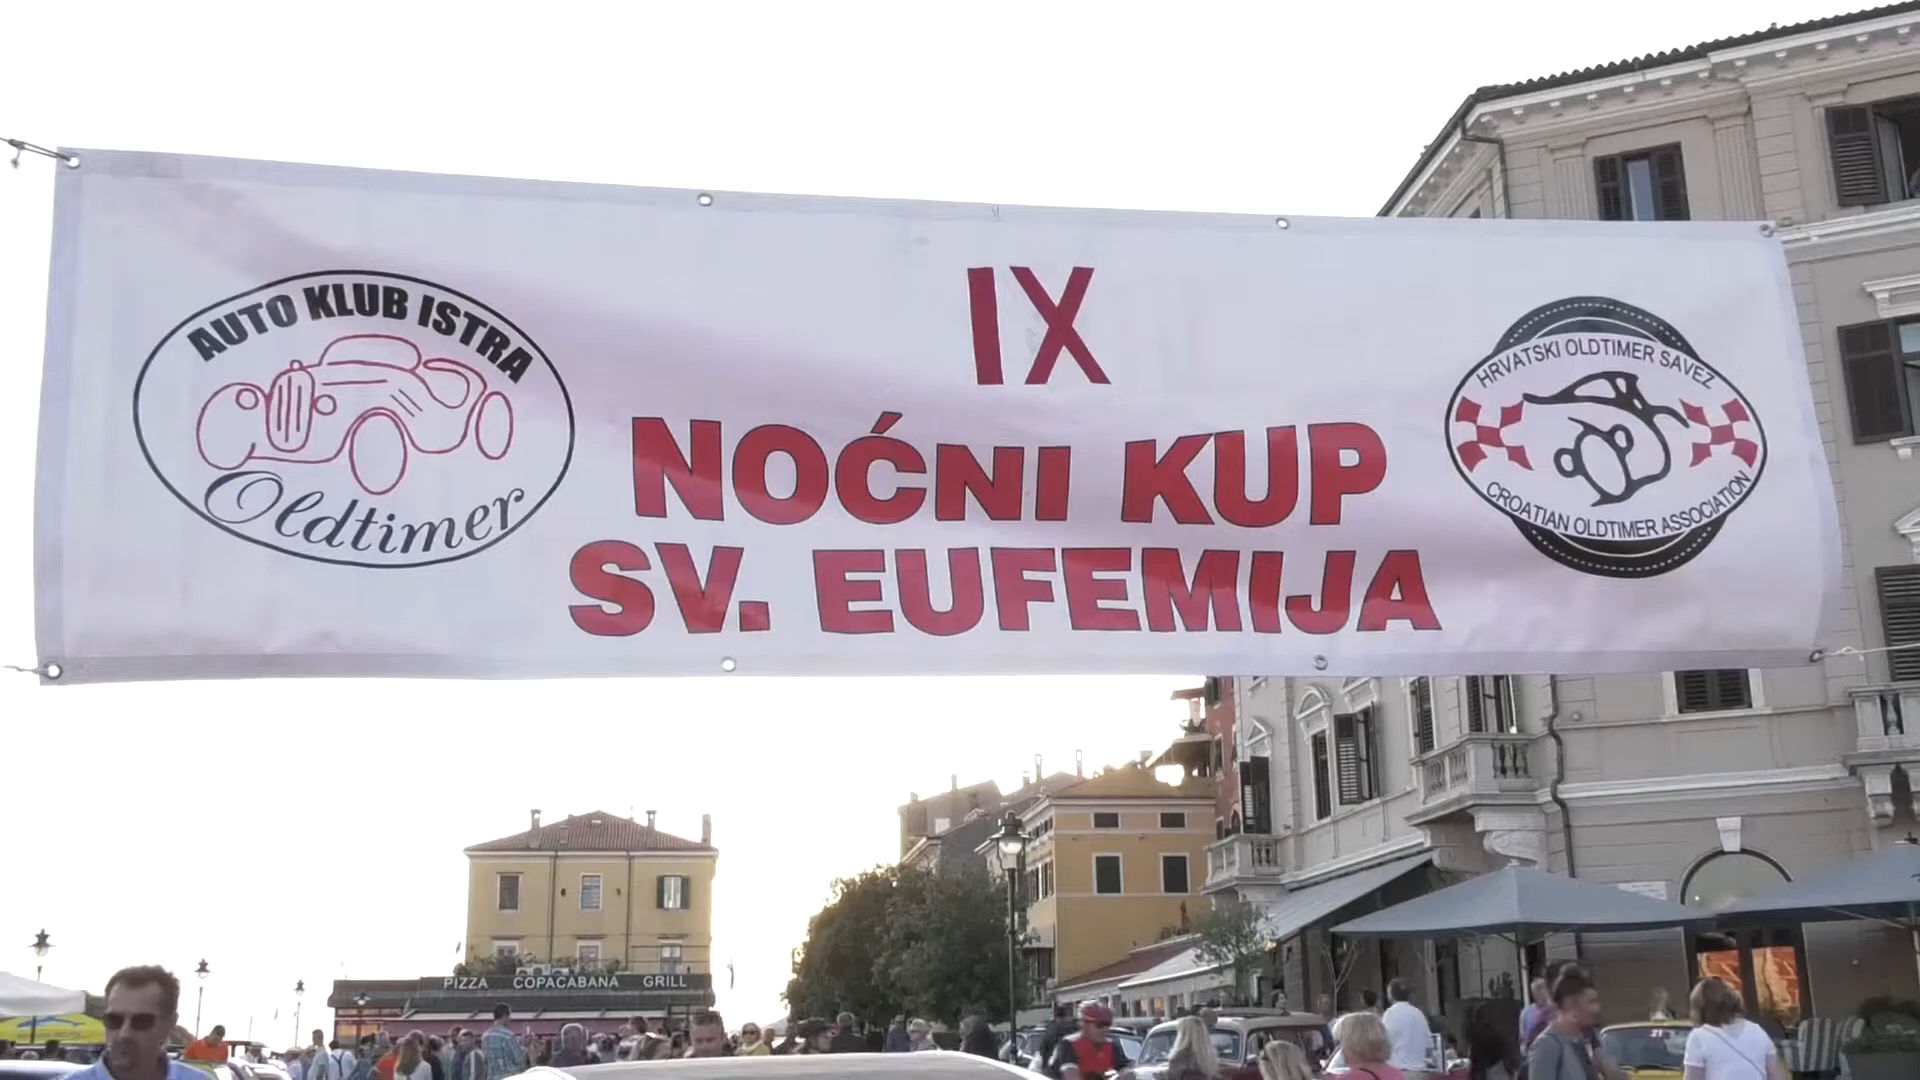 AUTO KLUB ISTRA
Oldtimer
IX
NOĆNI KUP
SV. EUFEMIJA
HRVATSKI OLDTIMER SAVEZ
CROATIAN OLDTIMER ASSOCIATION
PIZZA COPACABANA GRILL